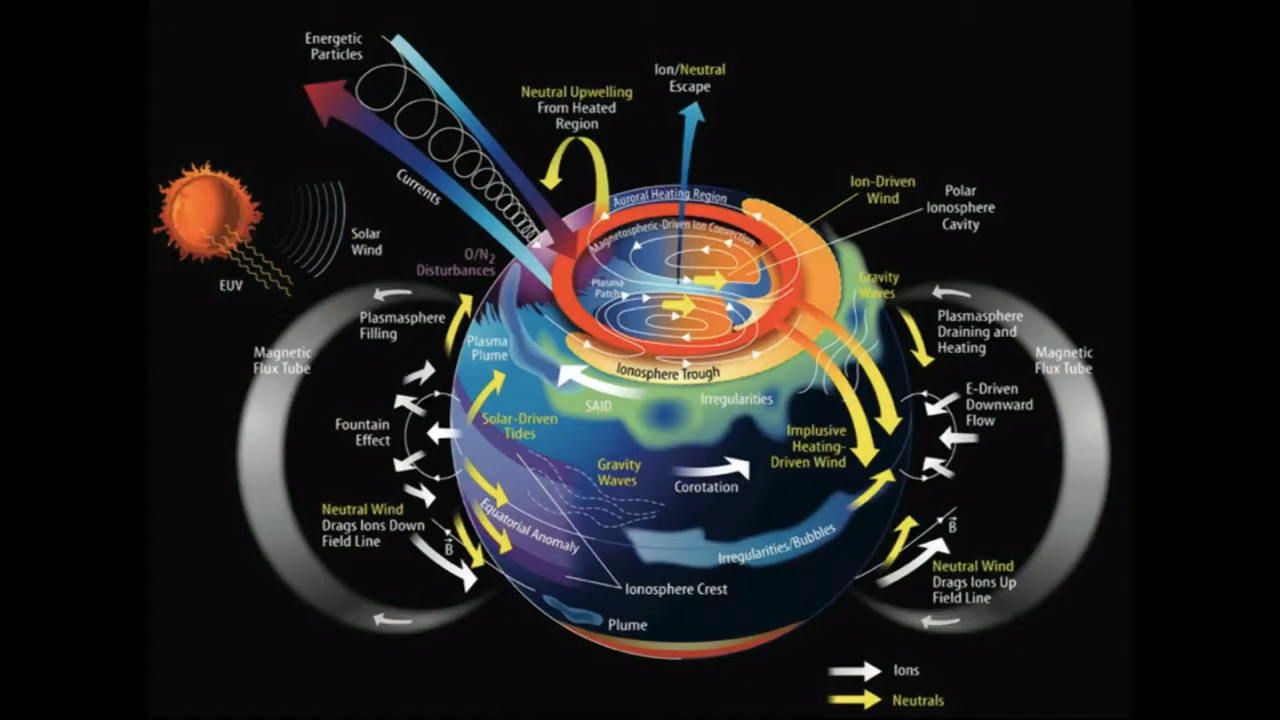 Energetic
Particles
Ion/Neutral
Escape
Neutral Upwelling
From Heated
Region
Currents
Auroral Heating Region
Ion-Driven
Wind
Polar
Ionosphere
Cavity
Magnetospheric-Driven Ion Convection
Solar
Wind
EUV
O/N2
Disturbances
Plasma
Patch
Gravity
Waves
Plasmasphere
Filling
Plasmasphere
Draining and
Heating
Magnetic
Flux Tube
Magnetic
Flux Tube
Plasma
Plume
Ionosphere Trough
SAID
Irregularities
E-Driven
Downward
Flow
Fountain
Effect
Solar-Driven
Tides
Implusive
Heating-
Driven Wind
Gravity
Waves
Corotation
Neutral Wind
Drags Ions Down
Field Line
B
Equatorial Anomaly
Irregularities/Bubbles
B
Neutral Wind
Drags Ions Up
Field Line
Ionosphere Crest
Plume
Ions
Neutrals